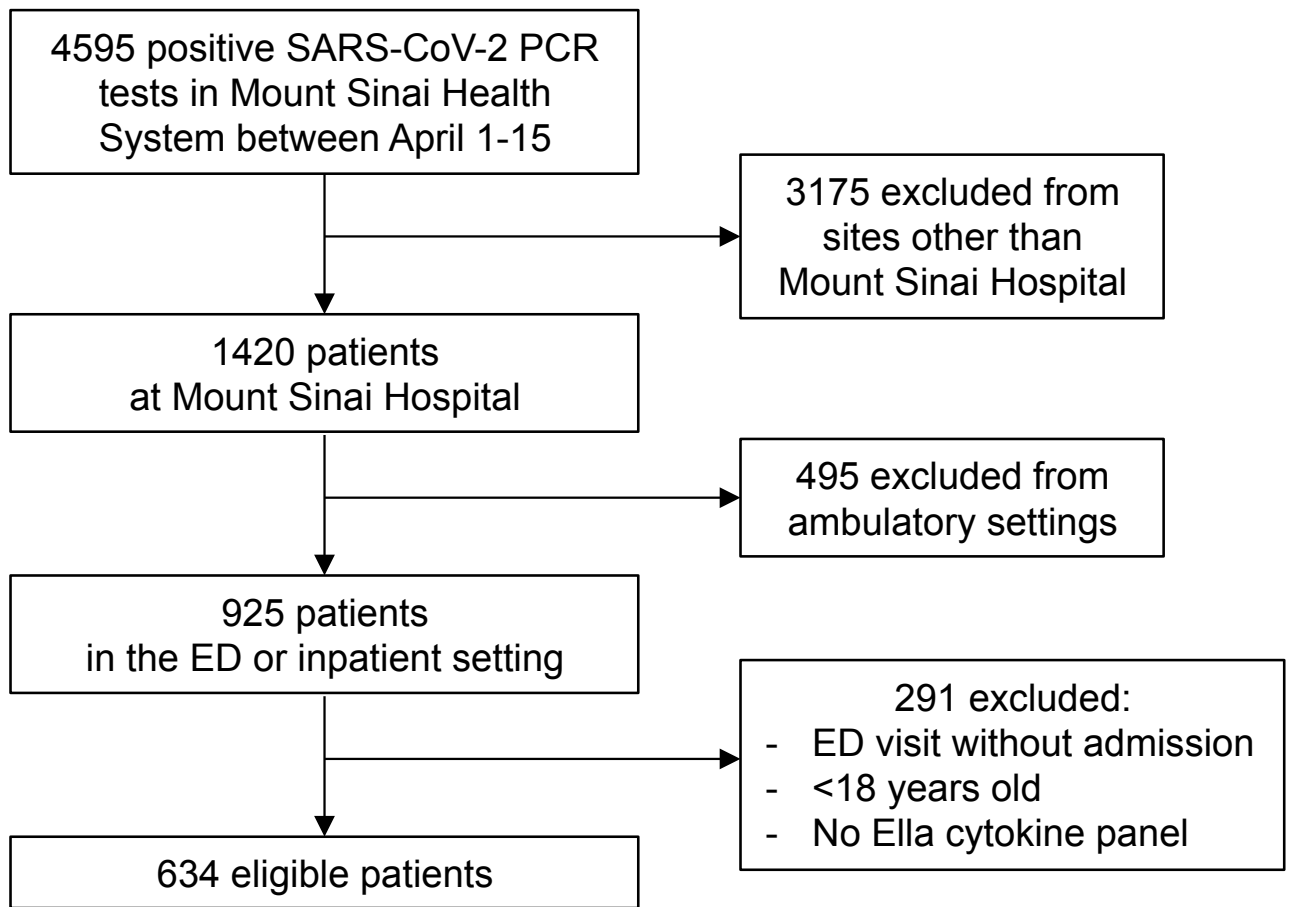 4595 positive SARS-CoV-2 PCR
tests in Mount Sinai Health
System between April 1-15
3175 excluded from
sites other than
Mount Sinai Hospital
1420 patients
at Mount Sinai Hospital
495 excluded from
ambulatory settings
925 patients
in the ED or inpatient setting
291 excluded:
- ED visit without admission
- <18 years old
- No Ella cytokine panel
634 eligible patients